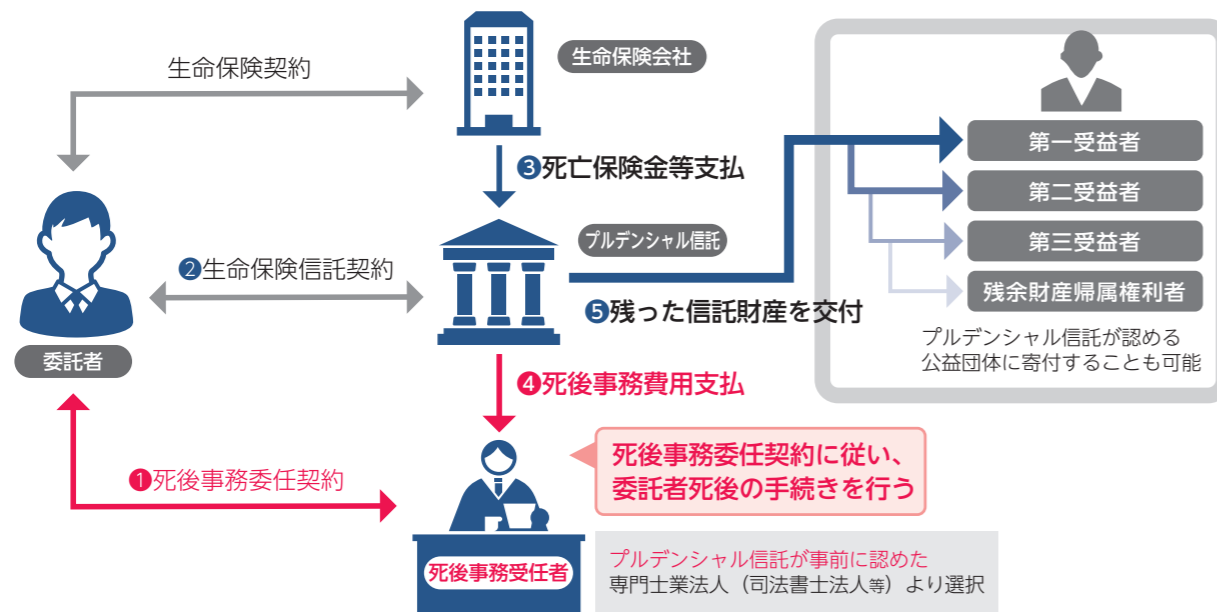 生命保険契約
生命保険会社
❸死亡保険金等支払
プルデンシャル信託
❷生命保険信託契約
❺残った信託財産を交付
第一受益者
第二受益者
第三受益者
残余財産帰属権利者
プルデンシャル信託が認める
公益団体に寄付することも可能
委託者
❹死後事務費用支払
❶死後事務委任契約
死後事務委任契約に従い、
委託者死後の手続きを行う
死後事務受任者
プルデンシャル信託が事前に認めた
専門士業法人（司法書士法人等）より選択